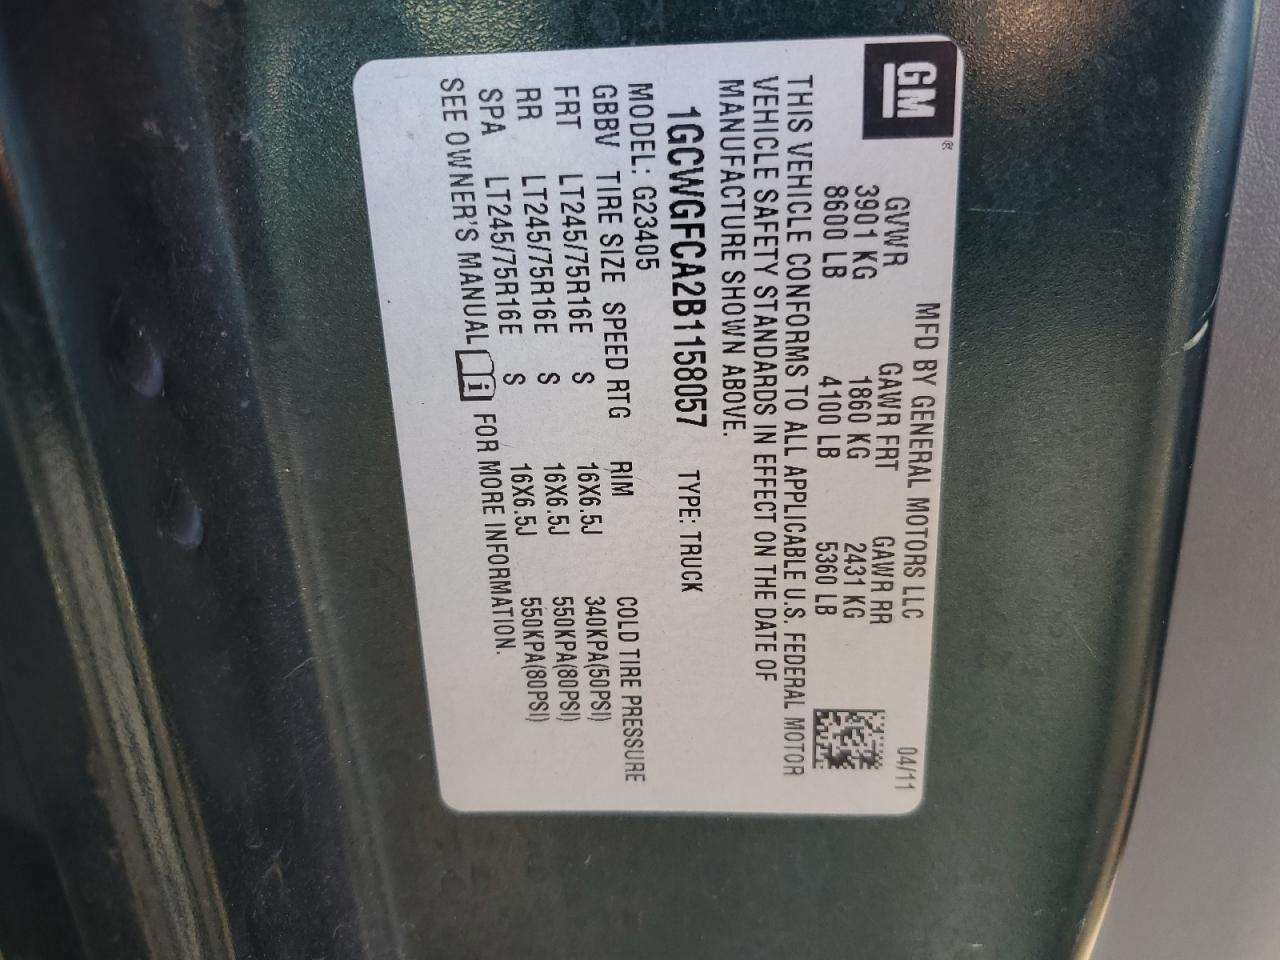 GM®
MFD BY GENERAL MOTORS LLC 04/11
GVWR GAWR FRT GAWR RR
3901 KG 1860 KG 2431 KG
8600 LB 4100 LB 5360 LB
THIS VEHICLE CONFORMS TO ALL APPLICABLE U.S. FEDERAL MOTOR
VEHICLE SAFETY STANDARDS IN EFFECT ON THE DATE OF
MANUFACTURE SHOWN ABOVE.
1GCWGFCA2B1158057 TYPE: TRUCK
MODEL: G23405
GBBV TIRE SIZE SPEED RTG RIM COLD TIRE PRESSURE
FRT LT245/75R16E S 16X6.5J 340KPA(50PSI)
RR LT245/75R16E S 16X6.5J 550KPA(80PSI)
SPA LT245/75R16E S 16X6.5J 550KPA(80PSI)
SEE OWNER'S MANUAL i FOR MORE INFORMATION.